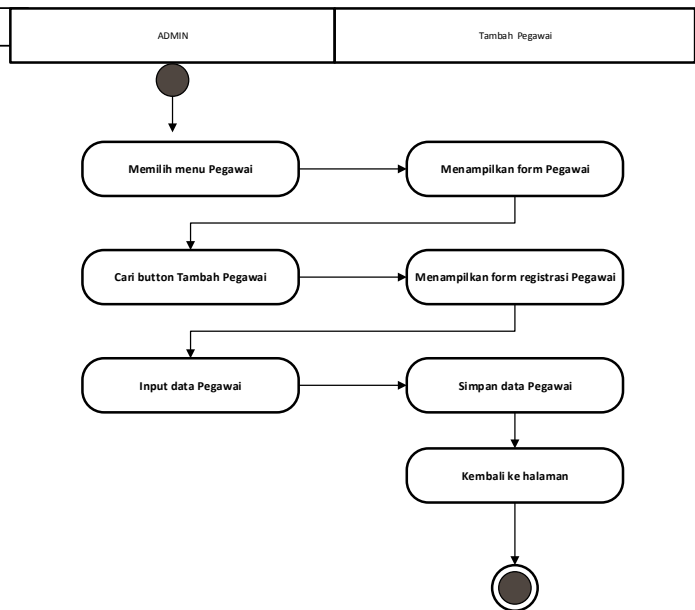 ADMIN
Tambah Pegawai
Memilih menu Pegawai
Menampilkan form Pegawai
Cari button Tambah Pegawai
Menampilkan form registrasi Pegawai
Input data Pegawai
Simpan data Pegawai
Kembali ke halaman